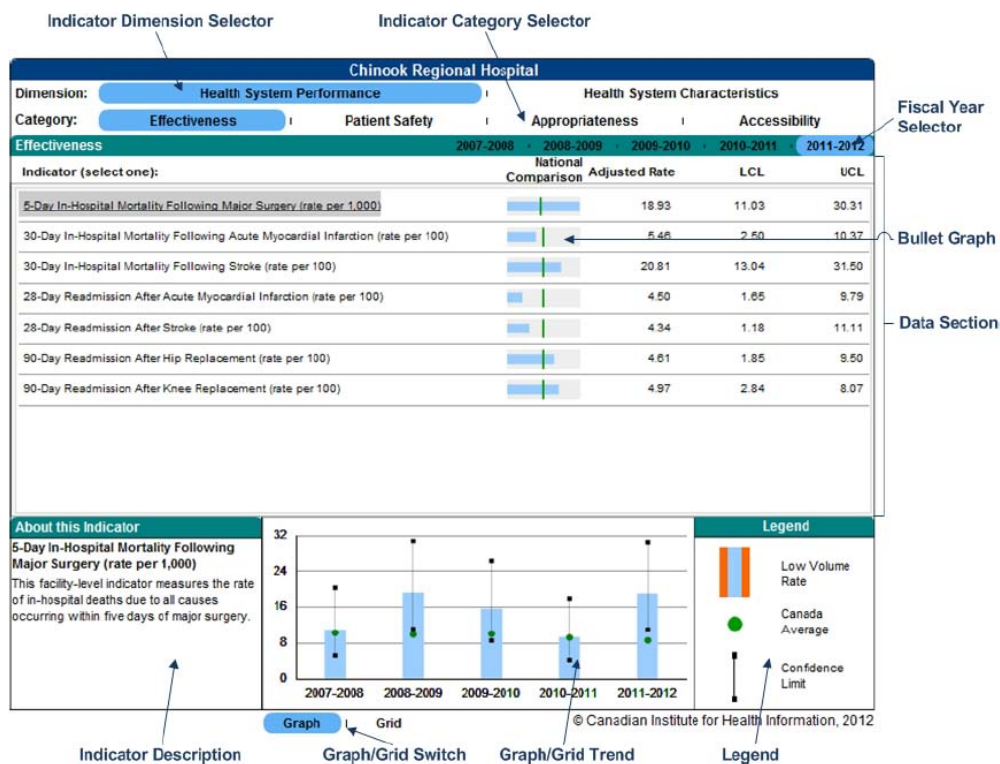 Indicator Dimension Selector Indicator Category Selector
Chinook Regional Hospital
Dimension: Health System Performance Health System Characteristics
Category: Effectiveness Patient Safety Appropriateness Accessibility
Fiscal Year
Selector
Effectiveness 2007-2008 2008-2009 2009-2010 2010-2011 2011-2012
Indicator (select one): National Comparison Adjusted Rate LCL UCL
5-Day In-Hospital Mortality Following Major Surgery (rate per 1,000) 18.93 11.03 30.31
30-Day In-Hospital Mortality Following Acute Myocardial Infarction (rate per 100) 5.46 2.50 10.37
Bullet Graph
30-Day In-Hospital Mortality Following Stroke (rate per 100) 20.81 13.04 31.50
28-Day Readmission After Acute Myocardial Infarction (rate per 100) 4.50 1.65 9.79
28-Day Readmission After Stroke (rate per 100) 4.34 1.18 11.11
Data Section
90-Day Readmission After Hip Replacement (rate per 100) 4.61 1.85 9.50
90-Day Readmission After Knee Replacement (rate per 100) 4.97 2.84 8.07
About this Indicator
5-Day In-Hospital Mortality Following
Major Surgery (rate per 1,000)
This facility-level indicator measures the rate
of in-hospital deaths due to all causes
occurring within five days of major surgery.
32
24
16
8
0
2007-2008 2008-2009 2009-2010 2010-2011 2011-2012
Legend
Low Volume
Rate
Canada
Average
Confidence
Limit
Graph Grid
© Canadian Institute for Health Information, 2012
Indicator Description Graph/Grid Switch Graph/Grid Trend Legend